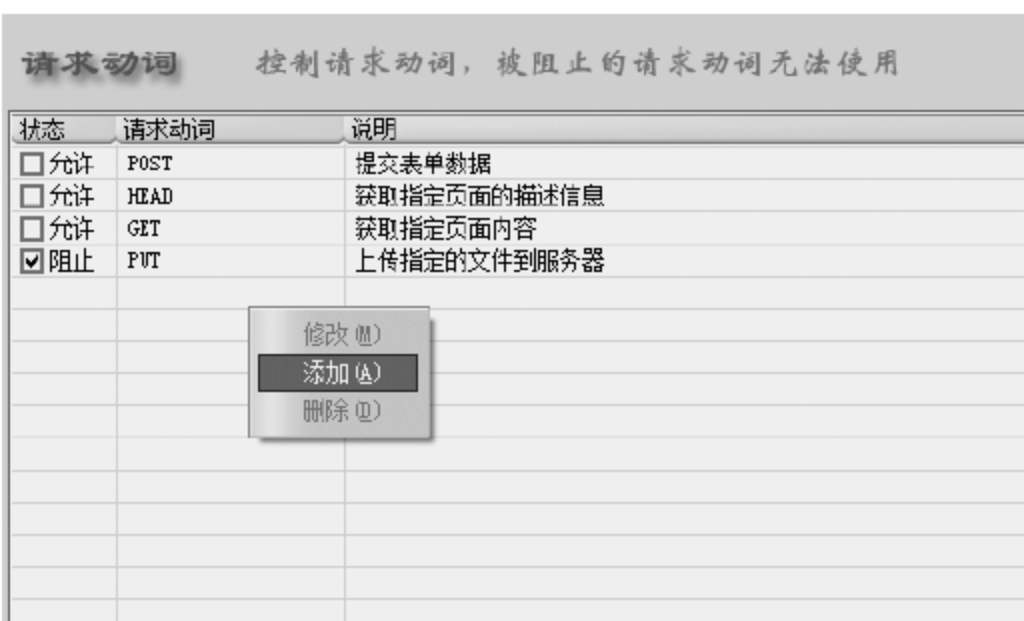 请求动词 控制请求动词，被阻止的请求动词无法使用
状态 请求动词 说明
允许 POST 提交表单数据
允许 HEAD 获取指定页面的描述信息
允许 GET 获取指定页面内容
阻止 PUT 上传指定的文件到服务器
修改(M)
添加(A)
删除(D)